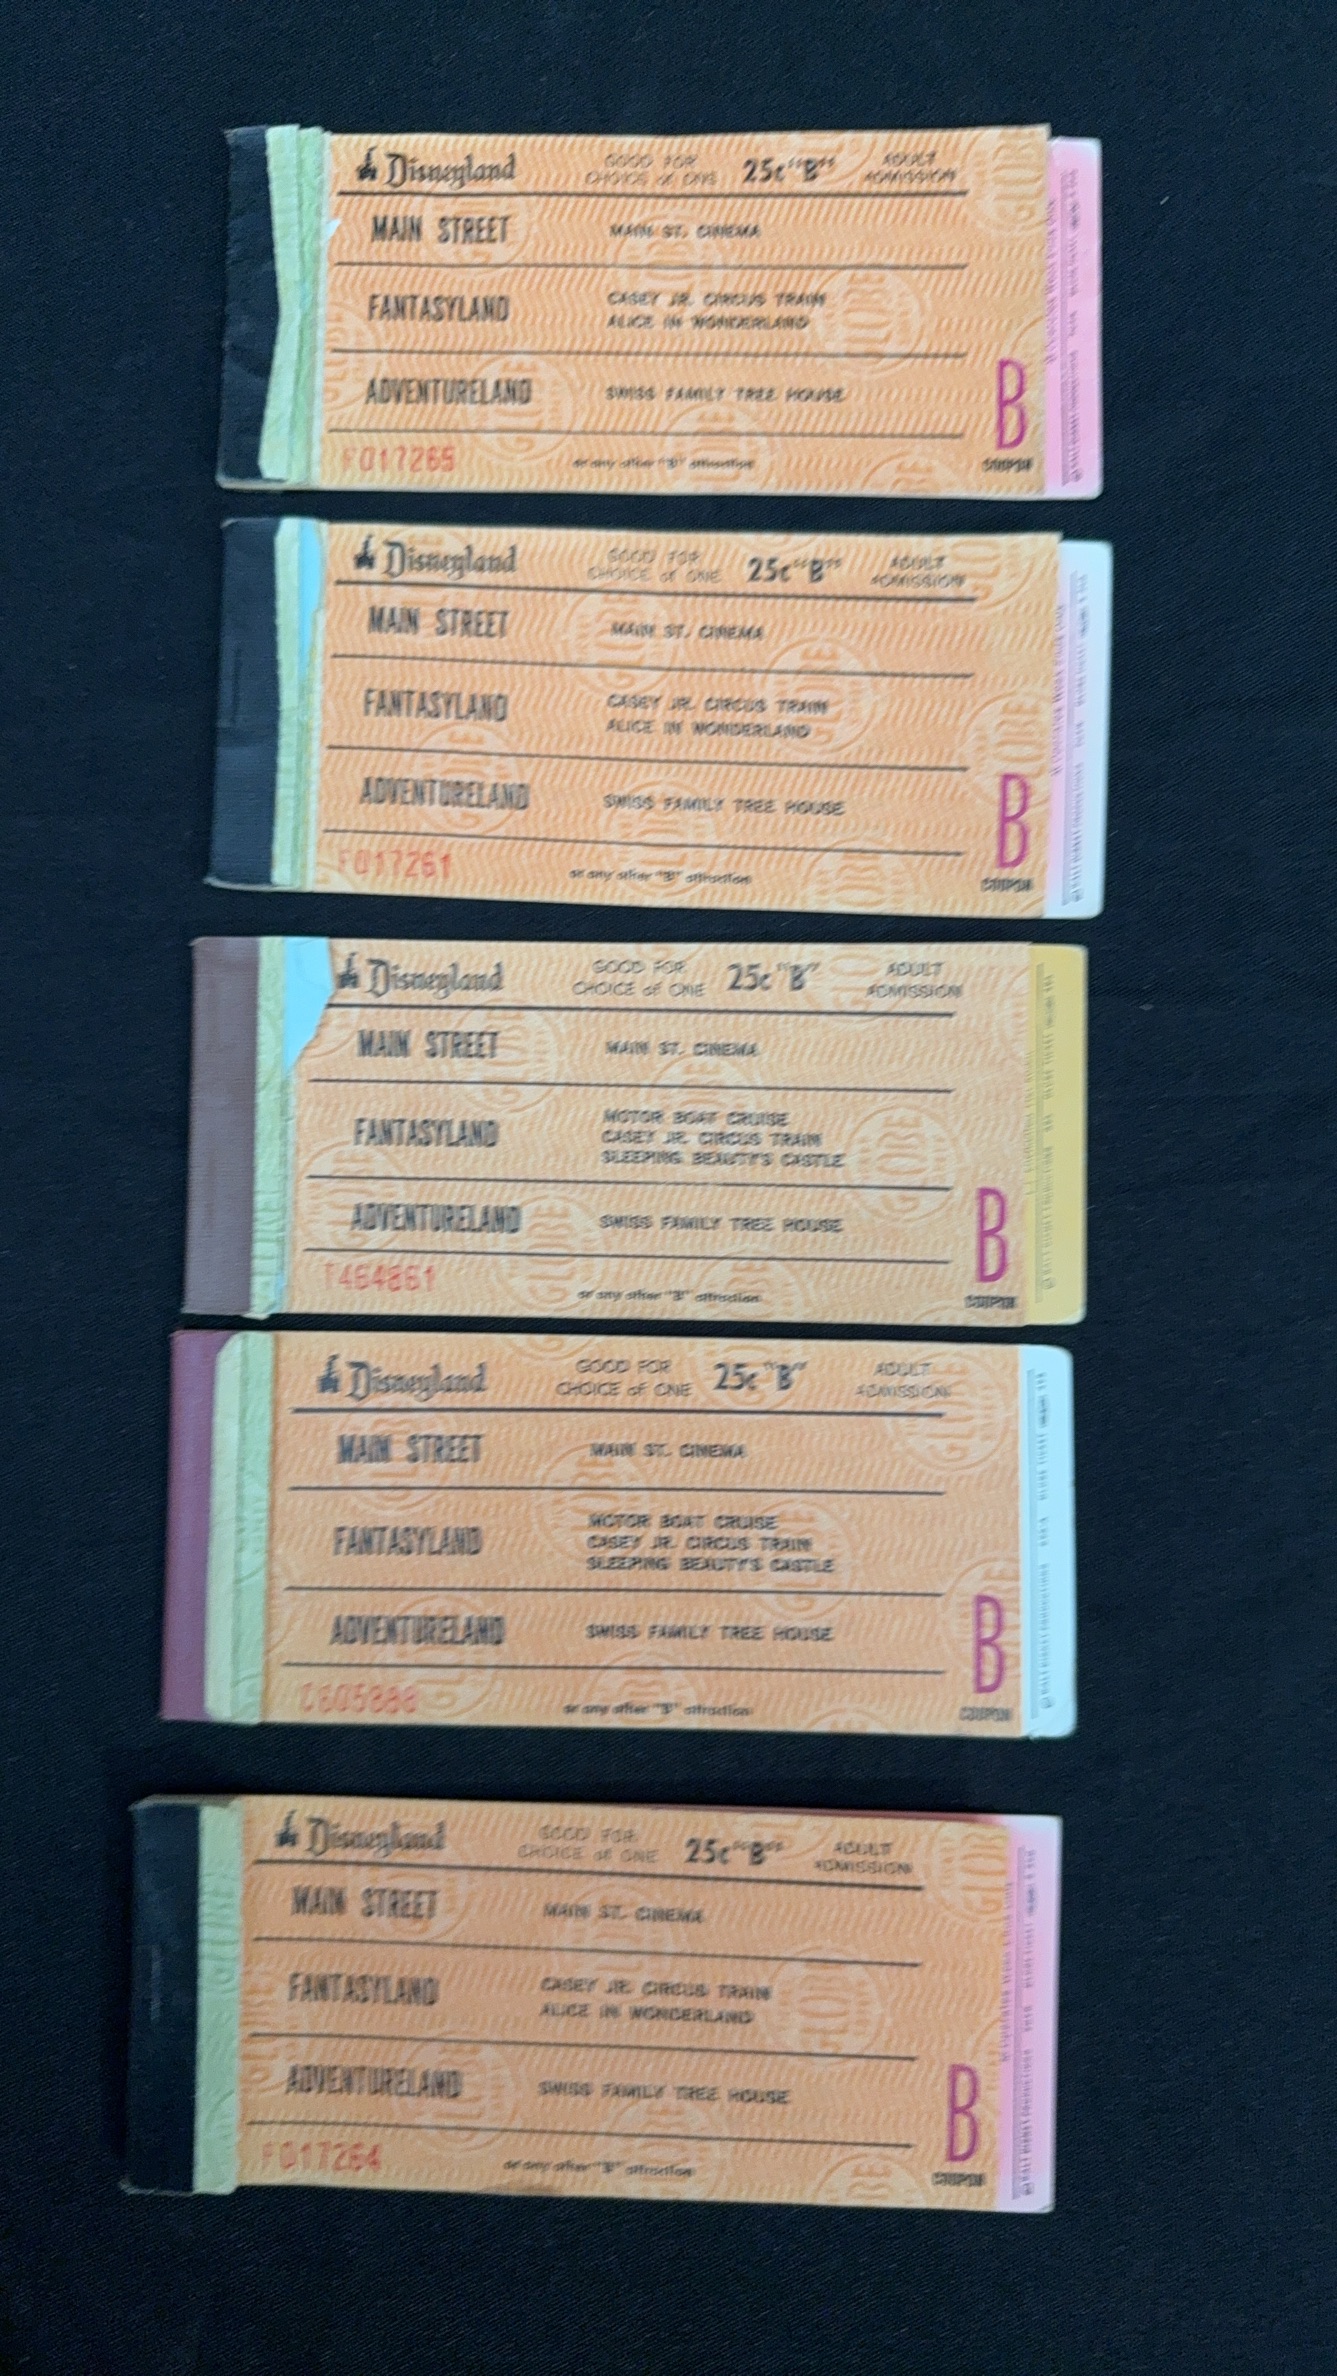 Disneyland GOOD FOR CHOICE of ONE 25c "B" ADULT ADMISSION
MAIN STREET MAIN ST. CINEMA
FANTASYLAND CASEY JR. CIRCUS TRAIN
ALICE IN WONDERLAND
ADVENTURELAND SWISS FAMILY TREE HOUSE
F017265 or any other "B" attraction
B
COUPON
Disneyland GOOD FOR CHOICE of ONE 25c "B" ADULT ADMISSION
MAIN STREET MAIN ST. CINEMA
FANTASYLAND CASEY JR. CIRCUS TRAIN
ALICE IN WONDERLAND
ADVENTURELAND SWISS FAMILY TREE HOUSE
F017261 or any other "B" attraction
B
COUPON
Disneyland GOOD FOR CHOICE of ONE 25c "B" ADULT ADMISSION
MAIN STREET MAIN ST. CINEMA
FANTASYLAND MOTOR BOAT CRUISE
CASEY JR. CIRCUS TRAIN
SLEEPING BEAUTY'S CASTLE
ADVENTURELAND SWISS FAMILY TREE HOUSE
T464861 or any other "B" attraction
B
COUPON
Disneyland GOOD FOR CHOICE of ONE 25c "B" ADULT ADMISSION
MAIN STREET MAIN ST. CINEMA
FANTASYLAND MOTOR BOAT CRUISE
CASEY JR. CIRCUS TRAIN
SLEEPING BEAUTY'S CASTLE
ADVENTURELAND SWISS FAMILY TREE HOUSE
or any other "B" attraction
B
COUPON
Disneyland GOOD FOR CHOICE of ONE 25c "B" ADULT ADMISSION
MAIN STREET MAIN ST. CINEMA
FANTASYLAND CASEY JR. CIRCUS TRAIN
ALICE IN WONDERLAND
ADVENTURELAND SWISS FAMILY TREE HOUSE
F017264 or any other "B" attraction
B
COUPON